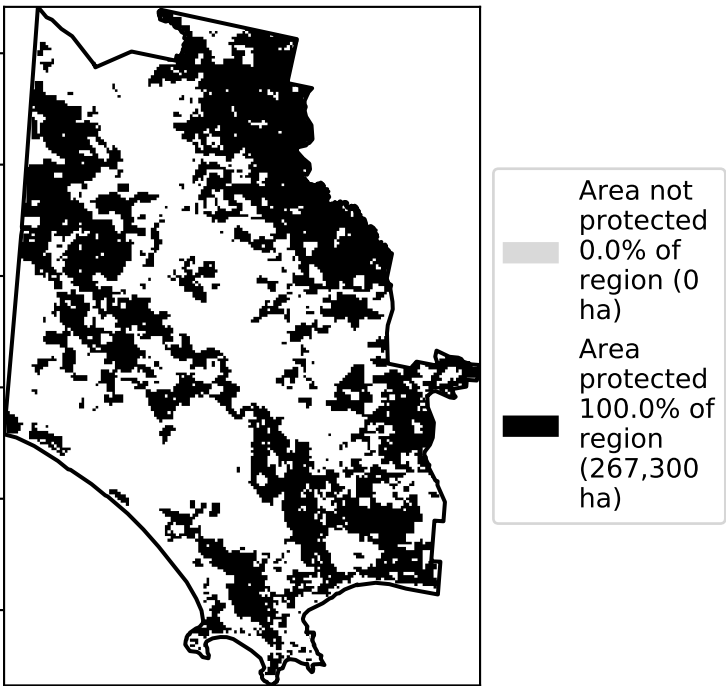 Area not
protected
0.0% of
region (0
ha)
Area
protected
100.0% of
region
(267,300
ha)